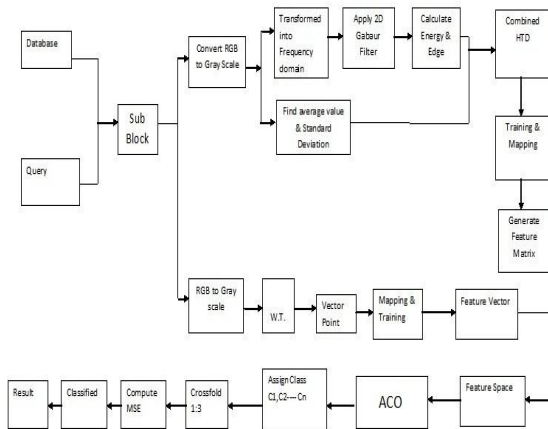 Database
Query
Sub
Block
Convert RGB
to Gray Scale
Transformed
into
Frequency
domain
Apply 2D
Gabaur
Filter
Calculate
Energy &
Edge
Combined
HTD
Find average value
& Standard
Deviation
Training &
Mapping
Generate
Feature
Matrix
RGB to Gray
scale
W.T.
Vector
Point
Mapping &
Training
Feature Vector
Feature Space
ACO
Assign Class
C1,C2---- Cn
Crossfold
1:3
Compute
MSE
Classified
Result